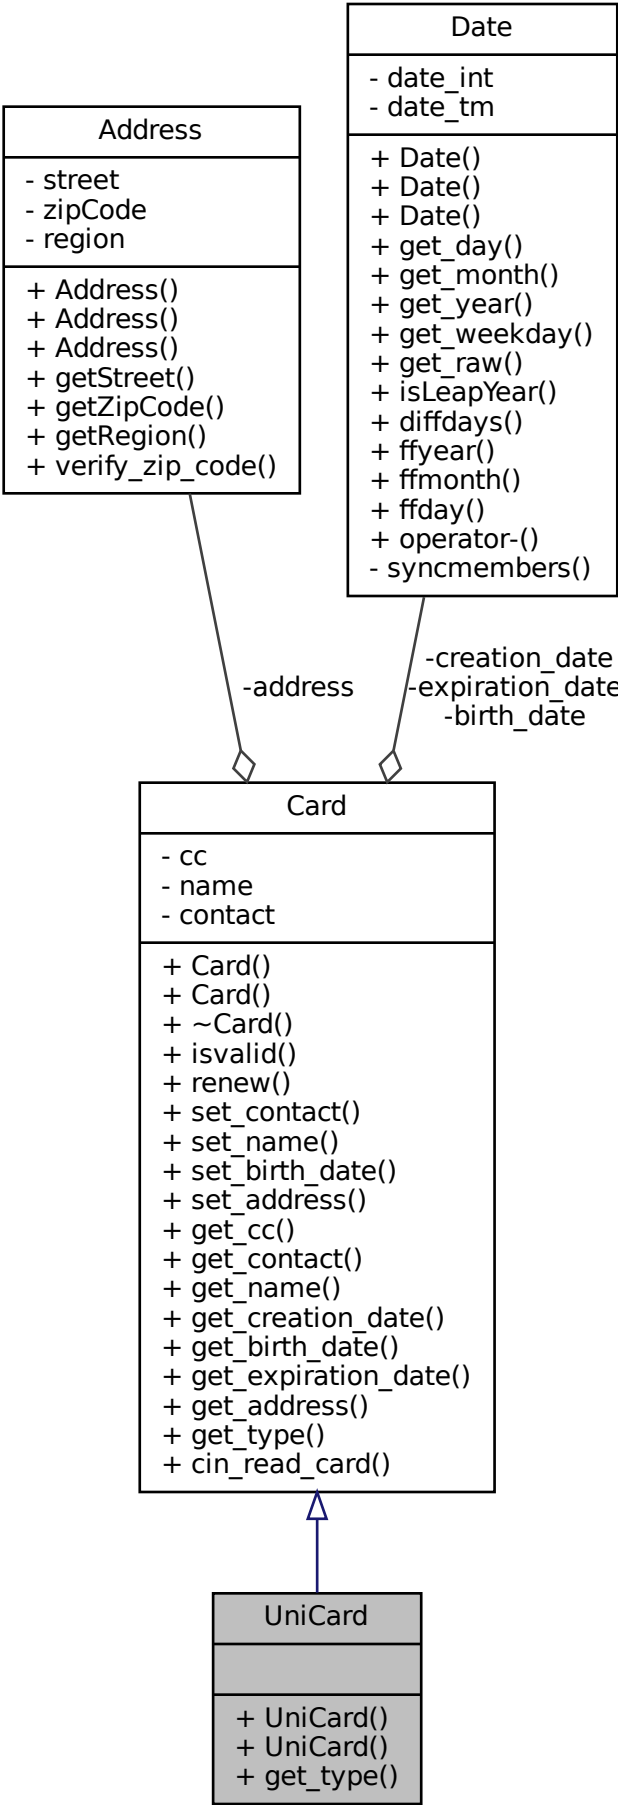 Date
- date_int
- date_tm
+ Date()
+ Date()
+ Date()
+ get_day()
+ get_month()
+ get_year()
+ get_weekday()
+ get_raw()
+ isLeapYear()
+ diffdays()
+ ffyear()
+ ffmonth()
+ ffday()
+ operator-()
- syncmembers()
Address
- street
- zipCode
- region
+ Address()
+ Address()
+ Address()
+ getStreet()
+ getZipCode()
+ getRegion()
+ verify_zip_code()
-address
-creation_date
-expiration_date
-birth_date
Card
- cc
- name
- contact
+ Card()
+ Card()
+ ~Card()
+ isvalid()
+ renew()
+ set_contact()
+ set_name()
+ set_birth_date()
+ set_address()
+ get_cc()
+ get_contact()
+ get_name()
+ get_creation_date()
+ get_birth_date()
+ get_expiration_date()
+ get_address()
+ get_type()
+ cin_read_card()
UniCard
+ UniCard()
+ UniCard()
+ get_type()